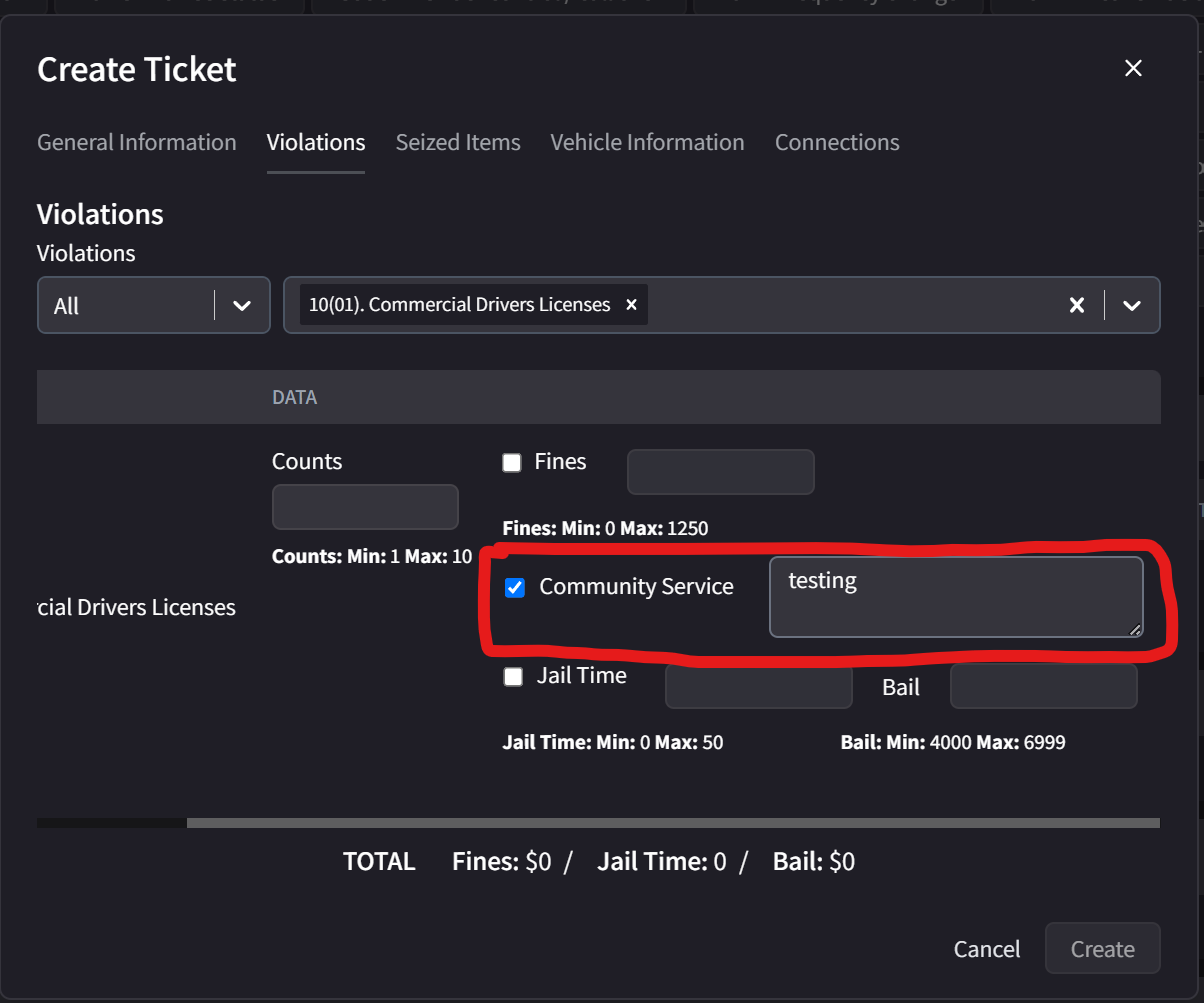 Create Ticket
General Information Violations Seized Items Vehicle Information Connections
Violations
Violations
All 10(01). Commercial Drivers Licenses
DATA
Counts Fines
Fines: Min: 0 Max: 1250
Counts: Min: 1 Max: 10
Community Service testing
cial Drivers Licenses
Jail Time Bail
Jail Time: Min: 0 Max: 50 Bail: Min: 4000 Max: 6999
TOTAL Fines: $0 / Jail Time: 0 / Bail: $0
Cancel Create